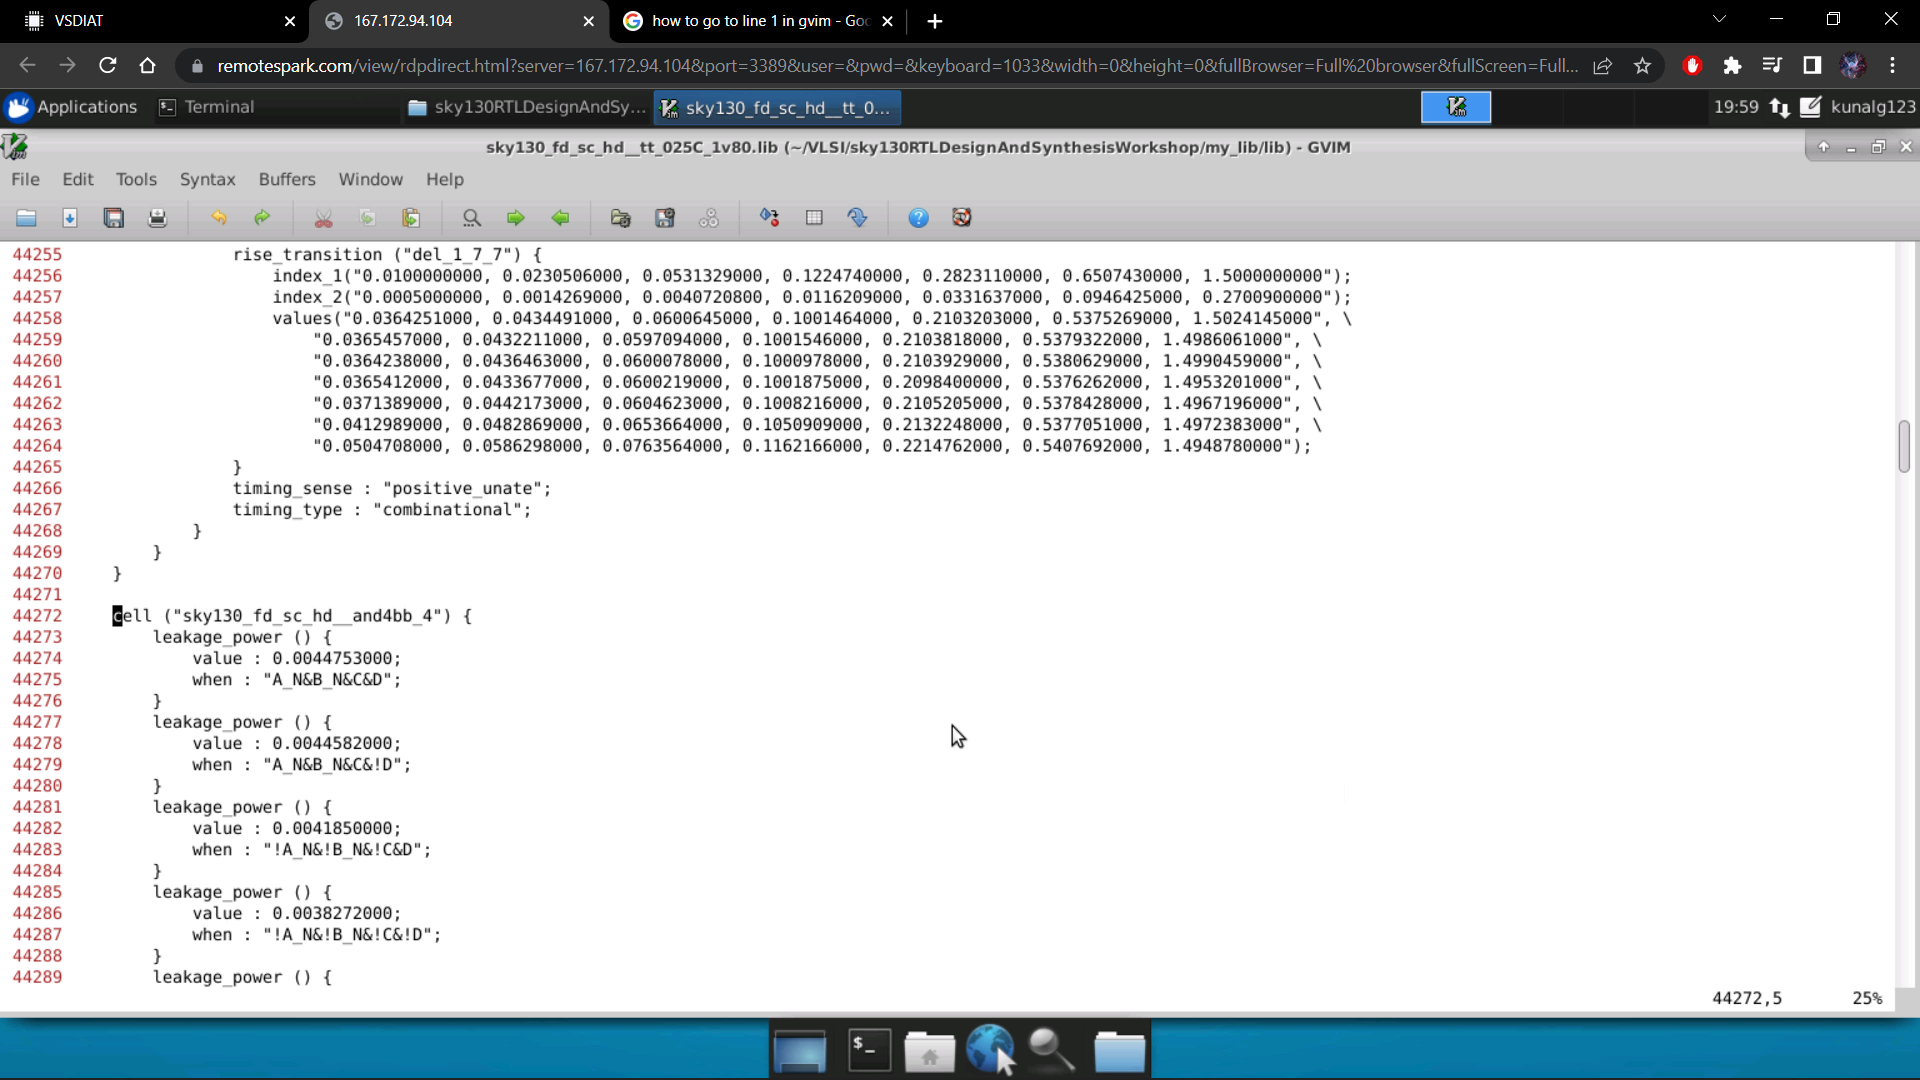 VSDIAT
167.172.94.104
how to go to line 1 in gvim - Goo
remotespark.com/view/rdpdirect.html?server=167.172.94.104&port=3389&user=&pwd=&keyboard=1033&width=0&height=0&fullBrowser=Full%20browser&fullScreen=Full...
Applications
Terminal
sky130RTLDesignAndSy...
sky130_fd_sc_hd__tt_0...
19:59
kunalg123
sky130_fd_sc_hd__tt_025C_1v80.lib (~/VLSI/sky130RTLDesignAndSynthesisWorkshop/my_lib/lib) - GVIM
File Edit Tools Syntax Buffers Window Help
44255 rise_transition ("del_1_7_7") {
44256 index_1("0.0100000000, 0.0230506000, 0.0531329000, 0.1224740000, 0.2823110000, 0.6507430000, 1.5000000000");
44257 index_2("0.0005000000, 0.0014269000, 0.0040720800, 0.0116209000, 0.0331637000, 0.0946425000, 0.2700900000");
44258 values("0.0364251000, 0.0434491000, 0.0600645000, 0.1001464000, 0.2103203000, 0.5375269000, 1.5024145000", \
44259 "0.0365457000, 0.0432211000, 0.0597094000, 0.1001546000, 0.2103818000, 0.5379322000, 1.4986061000", \
44260 "0.0364238000, 0.0436463000, 0.0600078000, 0.1000978000, 0.2103929000, 0.5380629000, 1.4990459000", \
44261 "0.0365412000, 0.0433677000, 0.0600219000, 0.1001875000, 0.2098400000, 0.5376262000, 1.4953201000", \
44262 "0.0371389000, 0.0442173000, 0.0604623000, 0.1008216000, 0.2105205000, 0.5378428000, 1.4967196000", \
44263 "0.0412989000, 0.0482869000, 0.0653664000, 0.1050909000, 0.2132248000, 0.5377051000, 1.4972383000", \
44264 "0.0504708000, 0.0586298000, 0.0763564000, 0.1162166000, 0.2214762000, 0.5407692000, 1.4948780000");
44265 }
44266 timing_sense : "positive_unate";
44267 timing_type : "combinational";
44268 }
44269 }
44270 }
44271
44272 cell ("sky130_fd_sc_hd__and4bb_4") {
44273 leakage_power () {
44274 value : 0.0044753000;
44275 when : "A_N&B_N&C&D";
44276 }
44277 leakage_power () {
44278 value : 0.0044582000;
44279 when : "A_N&B_N&C&!D";
44280 }
44281 leakage_power () {
44282 value : 0.0041850000;
44283 when : "!A_N&!B_N&!C&D";
44284 }
44285 leakage_power () {
44286 value : 0.0038272000;
44287 when : "!A_N&!B_N&!C&!D";
44288 }
44289 leakage_power () {
44272,5 25%